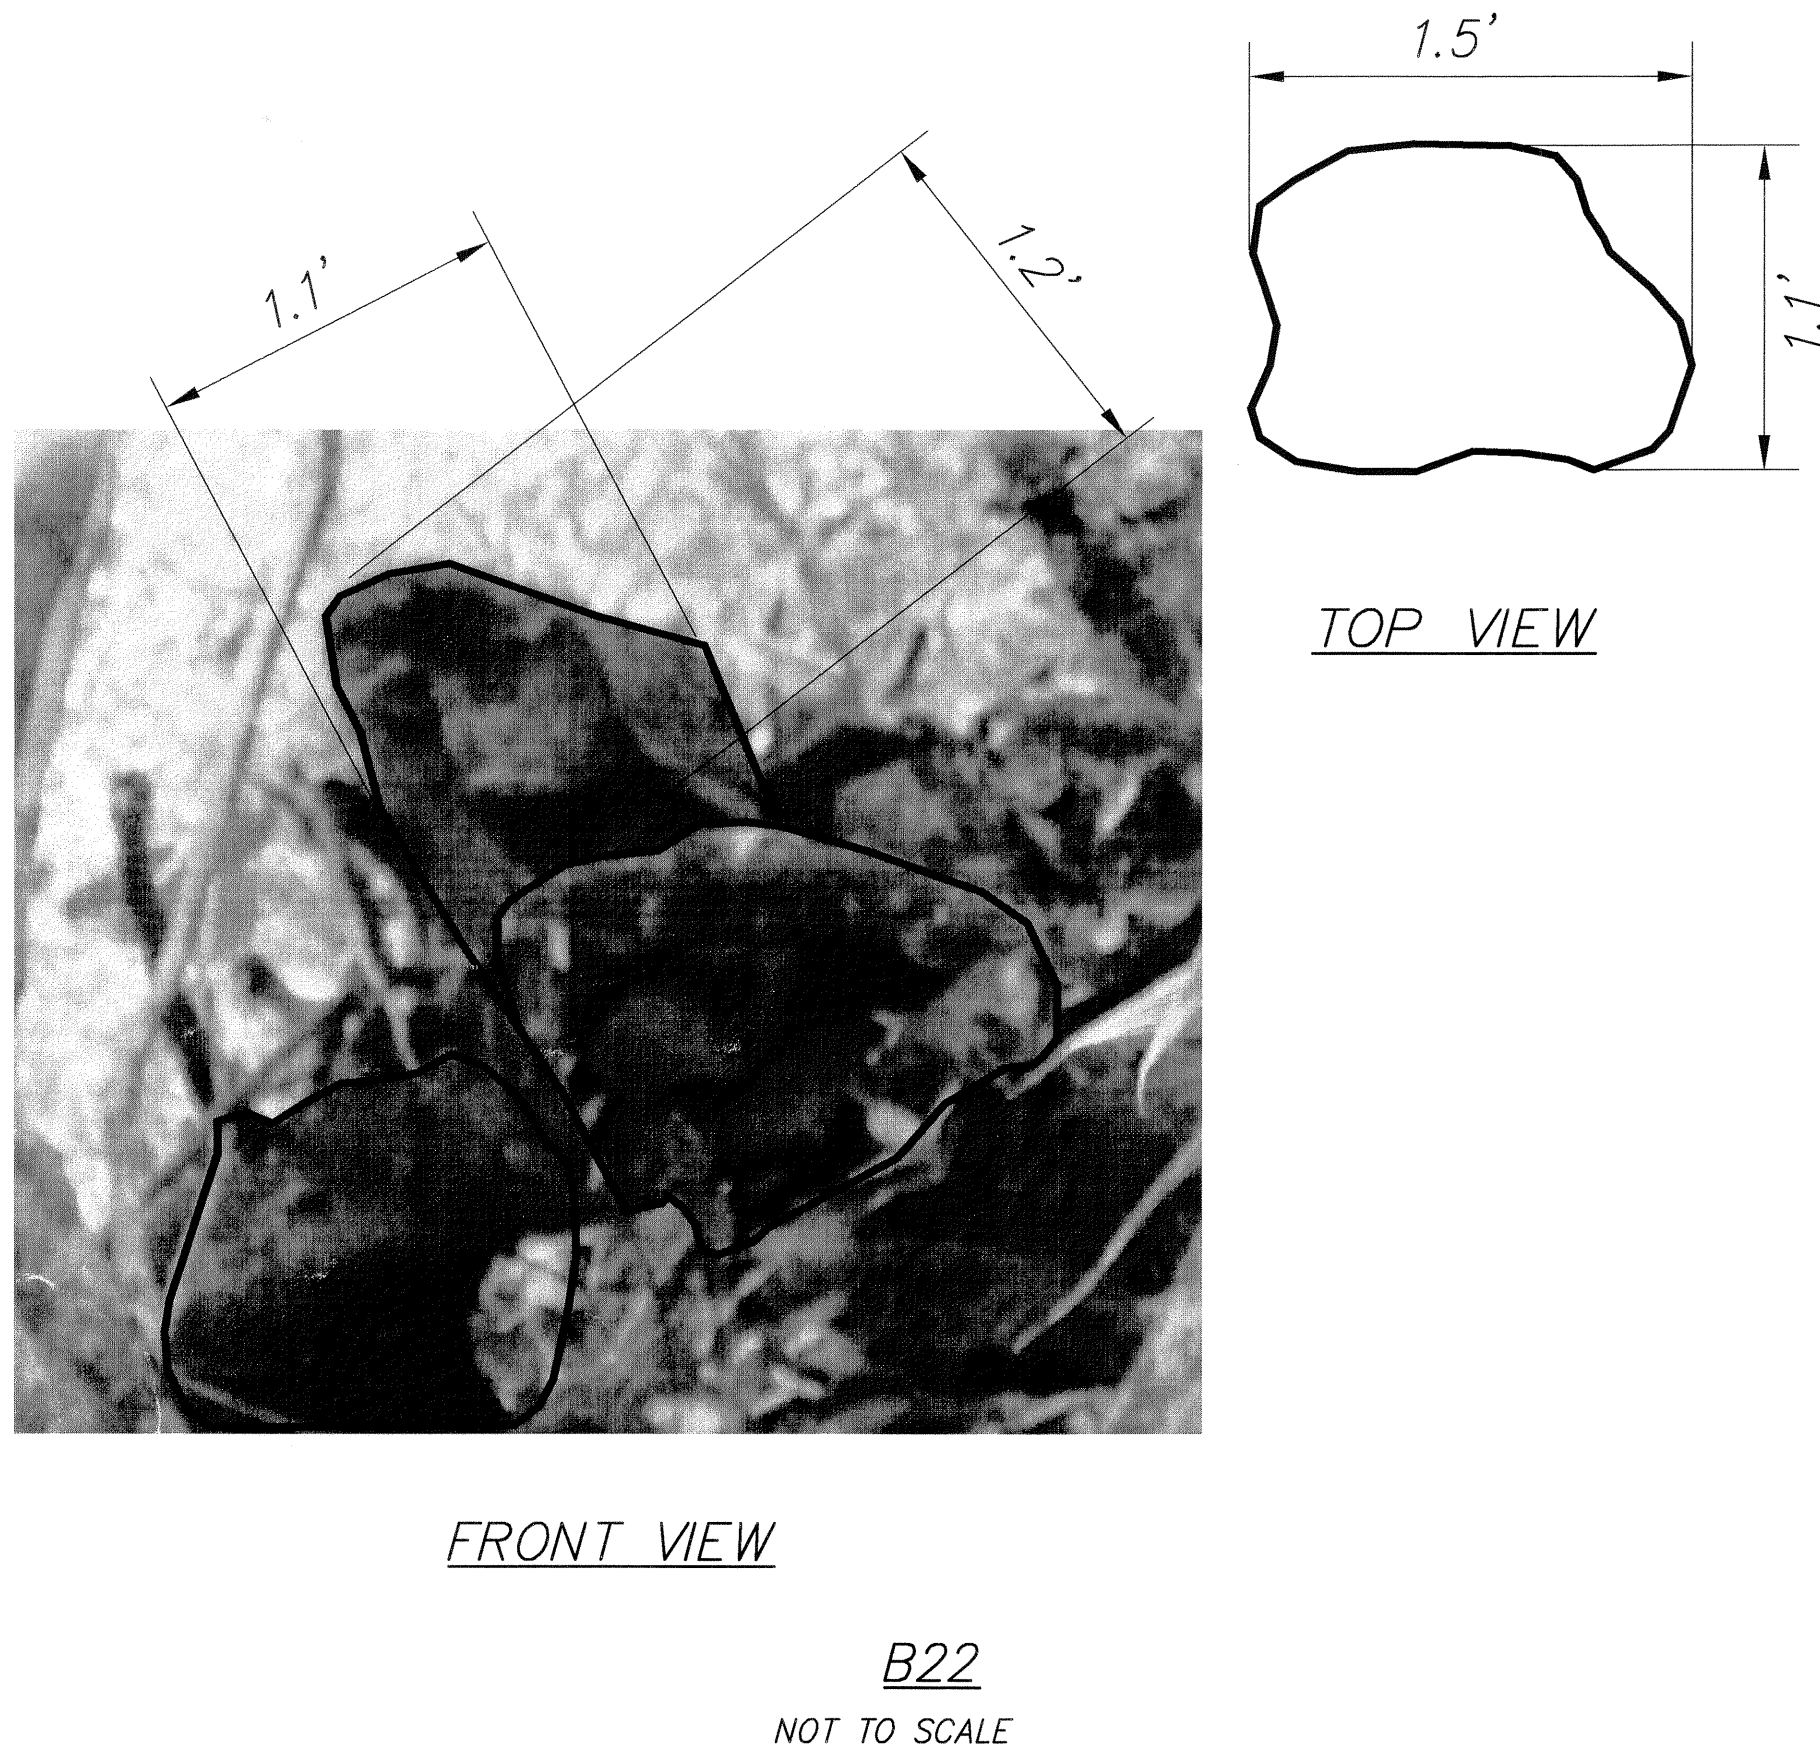 1.5'
1.1'
1.2'
1.1'
TOP VIEW
FRONT VIEW
B22
NOT TO SCALE